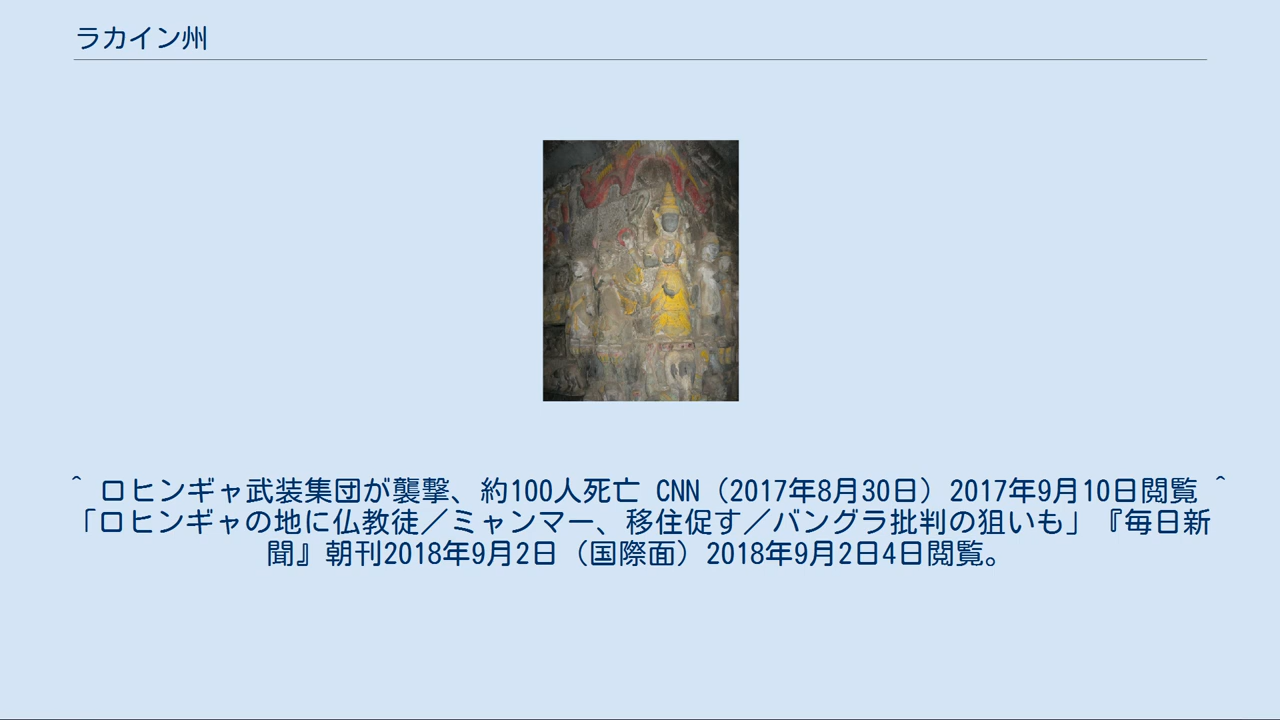 ラカイン州
^ ロヒンギャ武装集団が襲撃、約100人死亡 CNN（2017年8月30日）2017年9月10日閲覧 ^
「ロヒンギャの地に仏教徒／ミャンマー、移住促す／バングラ批判の狙いも」『毎日新
聞』朝刊2018年9月2日（国際面）2018年9月2日4日閲覧。